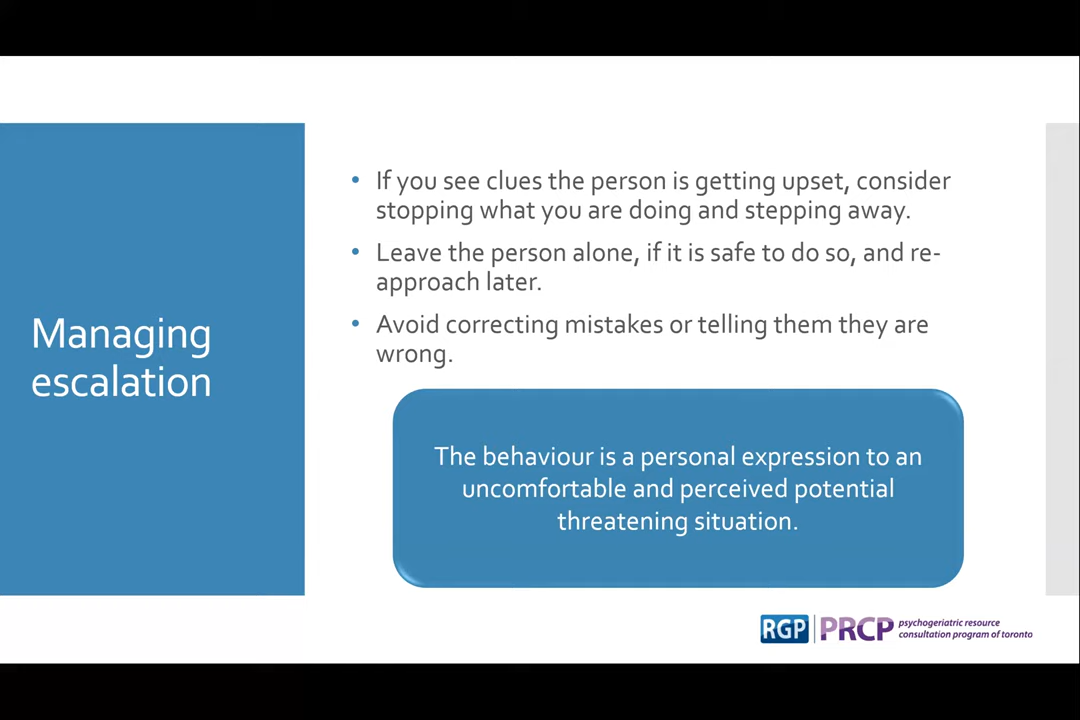 Managing
escalation
• If you see clues the person is getting upset, consider
stopping what you are doing and stepping away.
• Leave the person alone, if it is safe to do so, and re-
approach later.
• Avoid correcting mistakes or telling them they are
wrong.
The behaviour is a personal expression to an
uncomfortable and perceived potential
threatening situation.
RGP PRCP psychogeriatric resource
consultation program of toronto